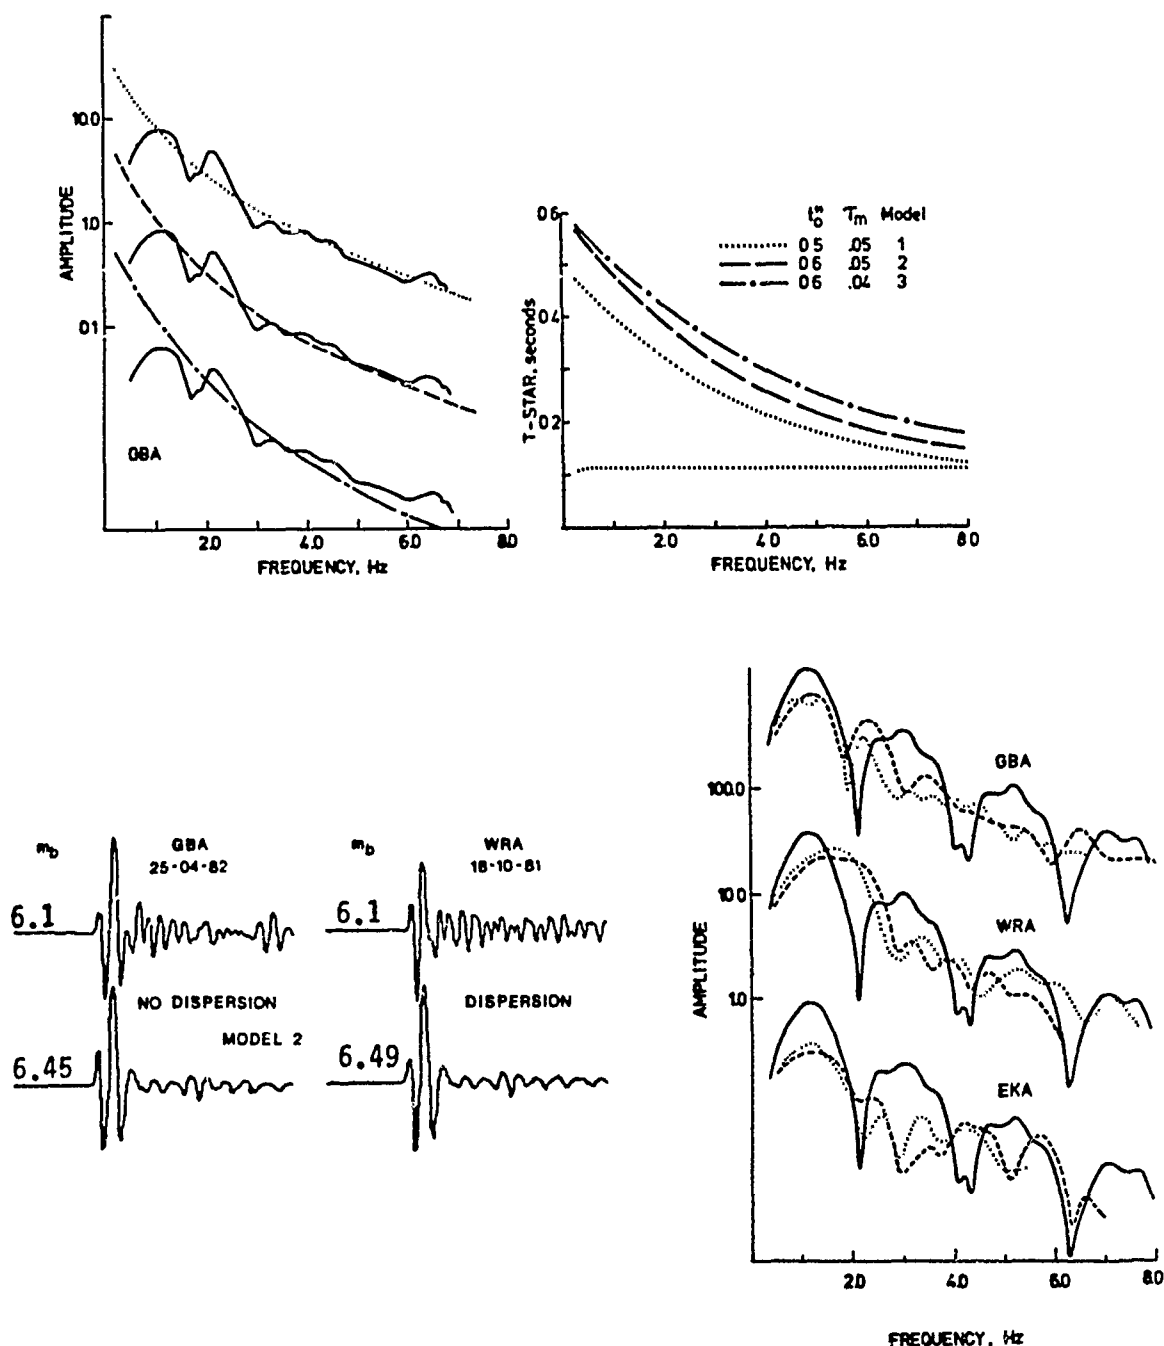 AMPLITUDE
10.0
1.0
0.1
GBA
2.0 4.0 6.0 8.0
FREQUENCY, Hz
T-STAR, seconds
0.6
0.4
0.2
t₀" Tm Model
0.5 .05 1
0.6 .05 2
0.6 .04 3
2.0 4.0 6.0 8.0
FREQUENCY, Hz
mb GBA
25-04-82
6.1
NO DISPERSION
MODEL 2
6.45
mb WRA
18-10-81
6.1
DISPERSION
6.49
AMPLITUDE
100.0
10.0
1.0
GBA
WRA
EKA
2.0 4.0 6.0 8.0
FREQUENCY, Hz